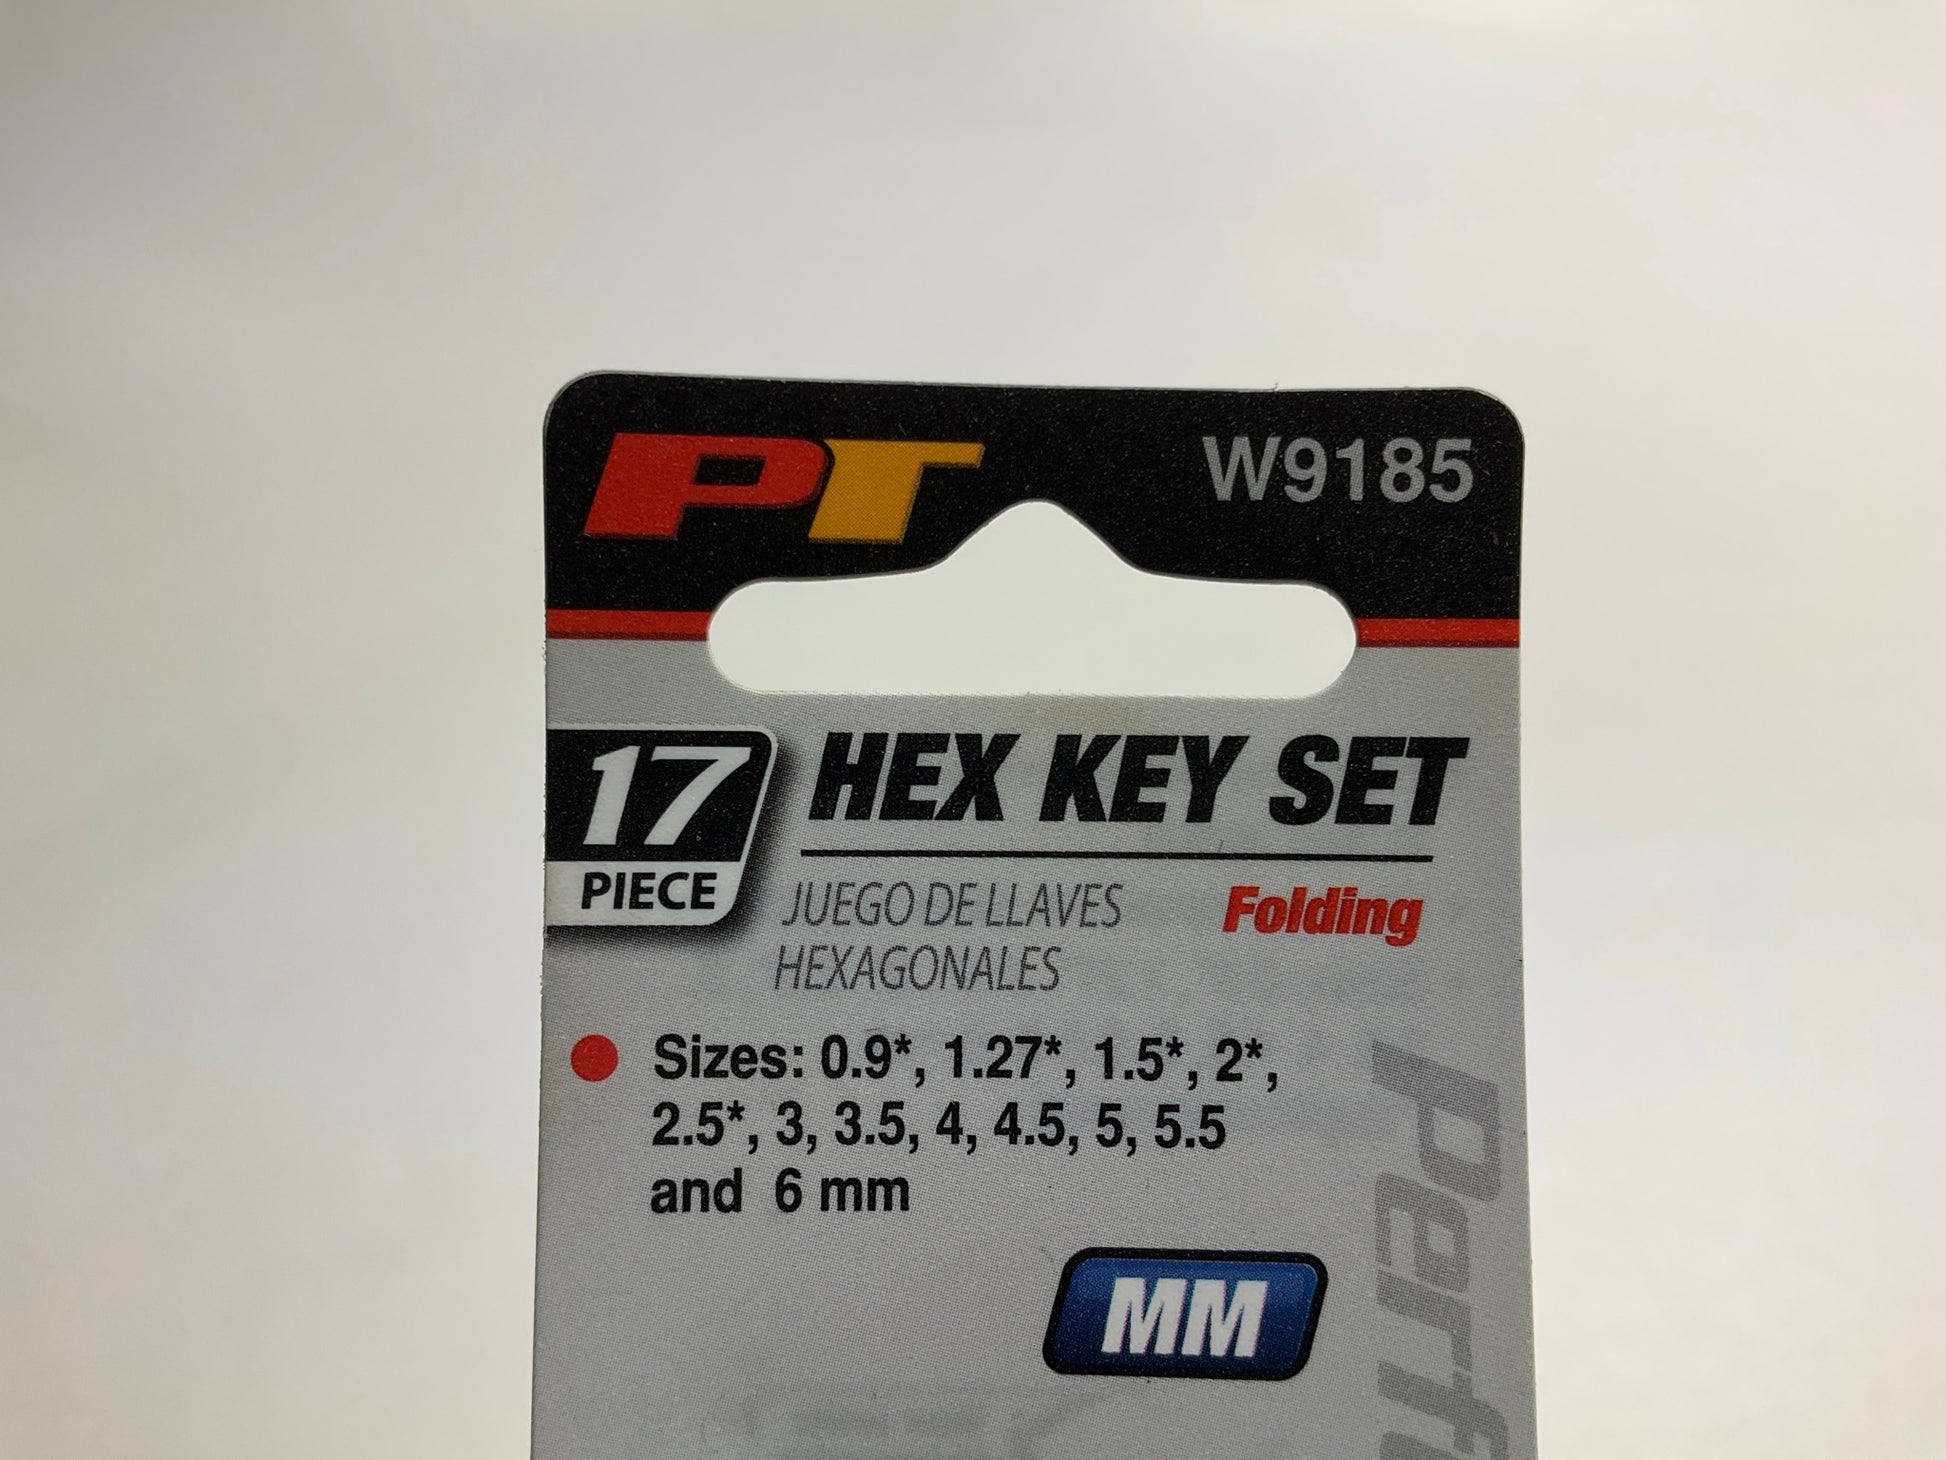 PT
W9185
17
PIECE
HEX KEY SET
JUEGO DE LLAVES
HEXAGONALES
Folding
Sizes: 0.9*, 1.27*, 1.5*, 2*,
2.5*, 3, 3.5, 4, 4.5, 5, 5.5
and 6 mm
MM